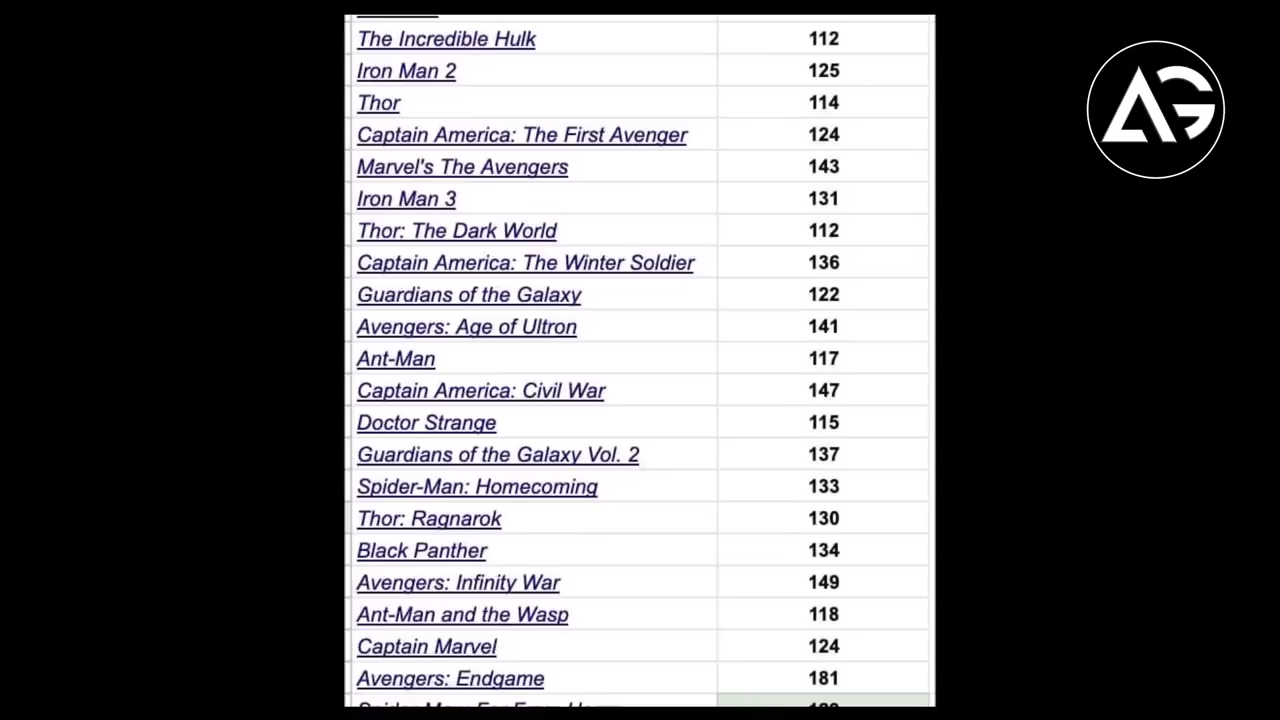 The Incredible Hulk 112
Iron Man 2 125
Thor 114
Captain America: The First Avenger 124
Marvel's The Avengers 143
Iron Man 3 131
Thor: The Dark World 112
Captain America: The Winter Soldier 136
Guardians of the Galaxy 122
Avengers: Age of Ultron 141
Ant-Man 117
Captain America: Civil War 147
Doctor Strange 115
Guardians of the Galaxy Vol. 2 137
Spider-Man: Homecoming 133
Thor: Ragnarok 130
Black Panther 134
Avengers: Infinity War 149
Ant-Man and the Wasp 118
Captain Marvel 124
Avengers: Endgame 181
AG